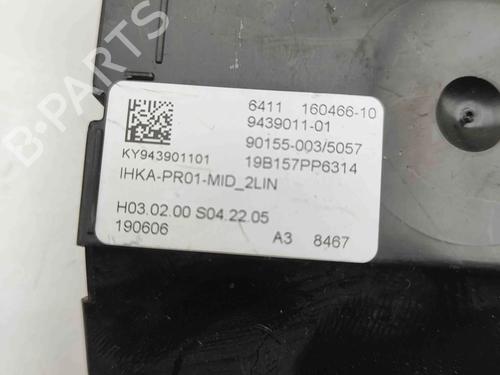 6411 160466-10
9439011-01
90155-003/5057
KY943901101 19B157PP6314
IHKA-PR01-MID_2LIN
H03.02.00 S04.22.05
190606 A3 8467
B-PARTS